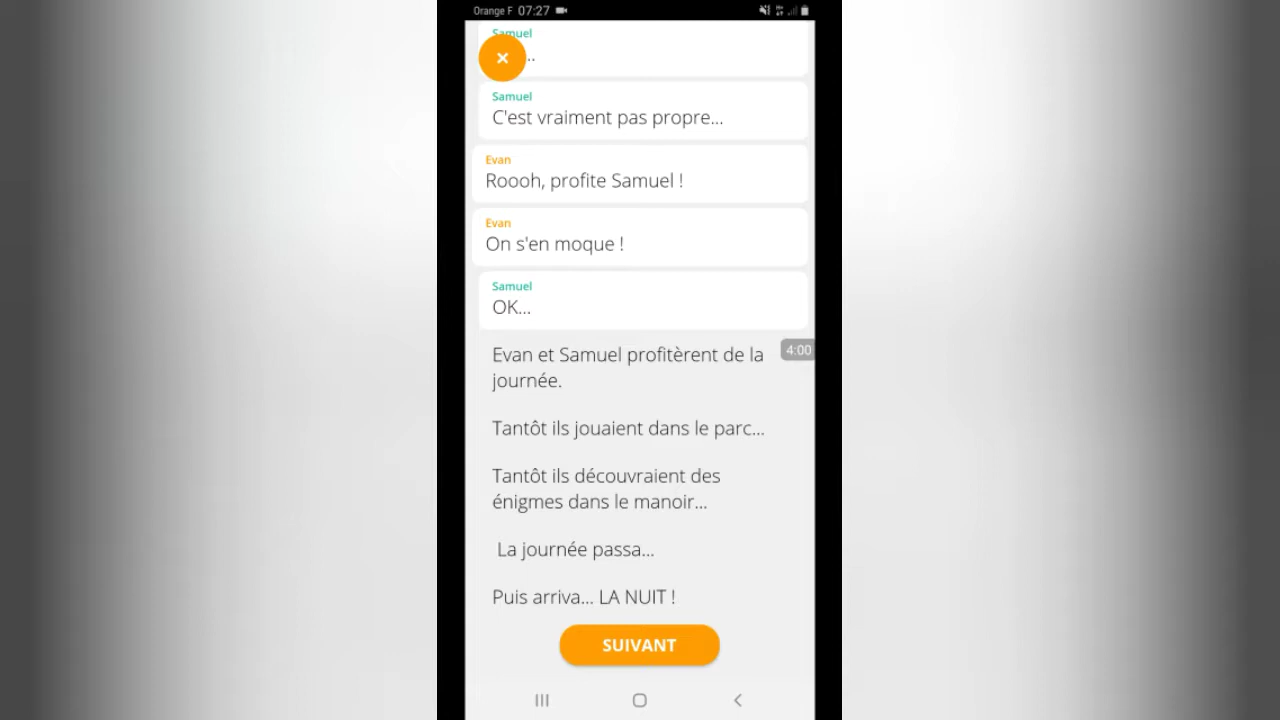 Orange F 07:27
Samuel
..
Samuel
C'est vraiment pas propre...
Evan
Roooh, profite Samuel !
Evan
On s'en moque !
Samuel
OK...
4:00
Evan et Samuel profitèrent de la
journée.
Tantôt ils jouaient dans le parc...
Tantôt ils découvraient des
énigmes dans le manoir...
La journée passa...
Puis arriva... LA NUIT !
SUIVANT